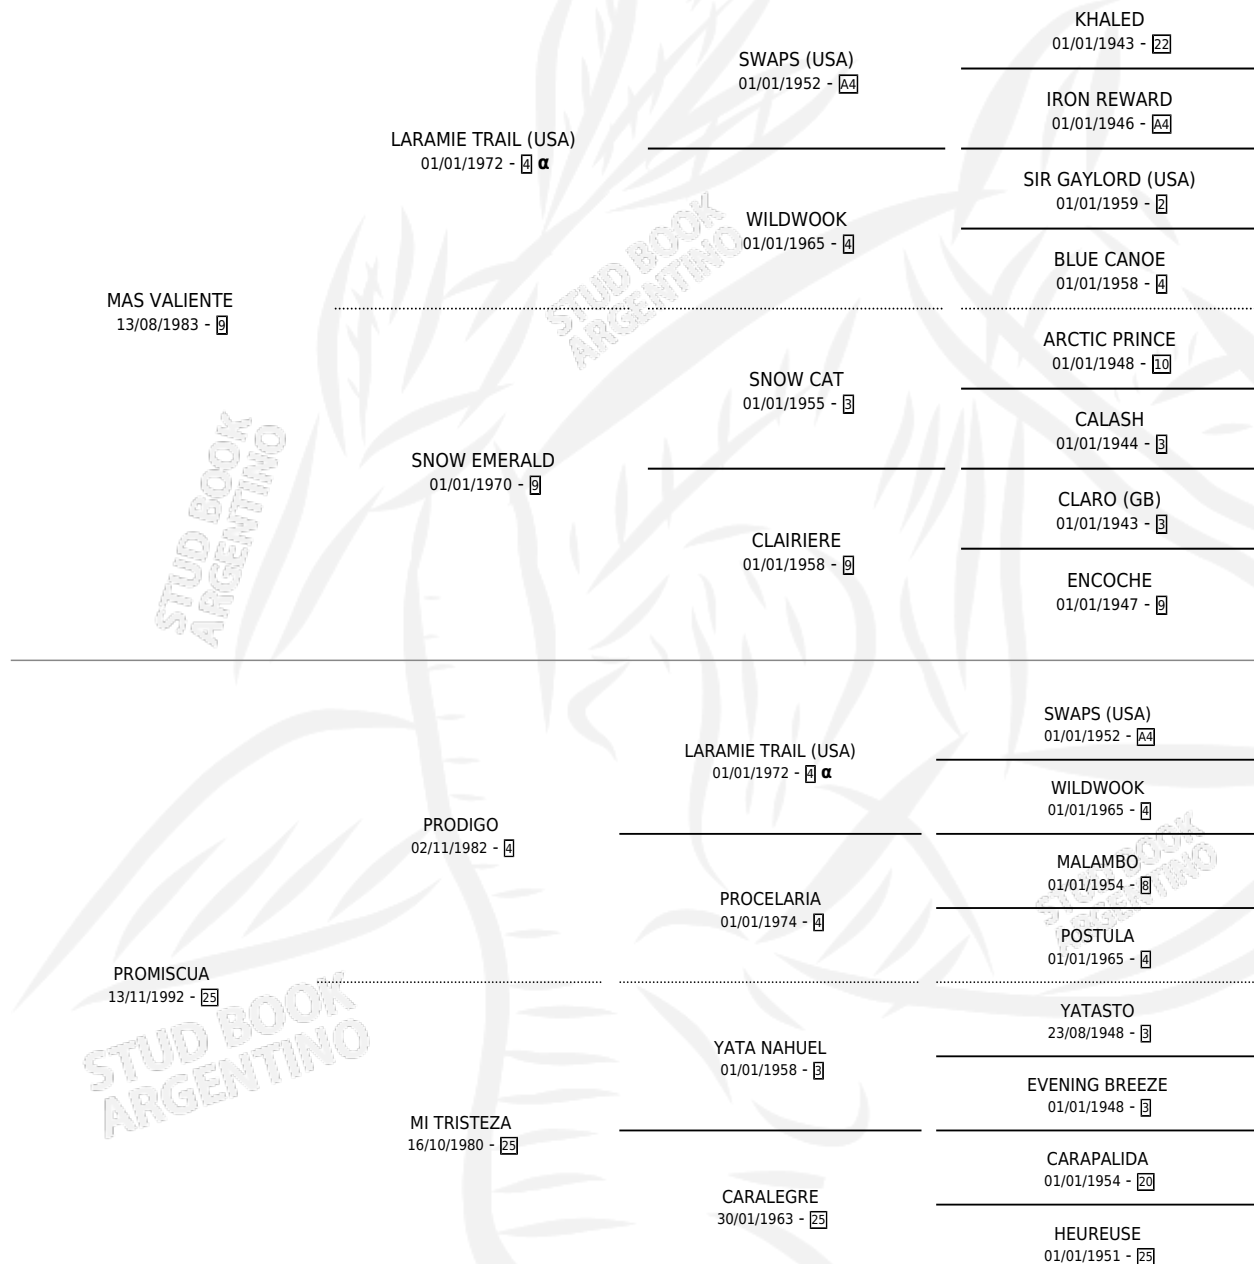 KHALED
01/01/1943 - 22
SWAPS (USA)
01/01/1952 - A4
IRON REWARD
01/01/1946 - A4
LARAMIE TRAIL (USA)
01/01/1972 - 4 α
SIR GAYLORD (USA)
01/01/1959 - 2
WILDWOOK
01/01/1965 - 4
BLUE CANOE
01/01/1958 - 4
MAS VALIENTE
13/08/1983 - 9
ARCTIC PRINCE
01/01/1948 - 10
SNOW CAT
01/01/1955 - 3
CALASH
01/01/1944 - 3
SNOW EMERALD
01/01/1970 - 9
CLARO (GB)
01/01/1943 - 3
CLAIRIERE
01/01/1958 - 9
ENCOCHE
01/01/1947 - 9
STUD BOOK
ARGENTINO
STUD BOOK
ARGENTINO
SWAPS (USA)
01/01/1952 - A4
LARAMIE TRAIL (USA)
01/01/1972 - 4 α
WILDWOOK
01/01/1965 - 4
PRODIGO
02/11/1982 - 4
MALAMBO
01/01/1954 - 8
PROCELARIA
01/01/1974 - 4
POSTULA
01/01/1965 - 4
PROMISCUA
13/11/1992 - 25
YATASTO
23/08/1948 - 3
YATA NAHUEL
01/01/1958 - 3
EVENING BREEZE
01/01/1948 - 3
MI TRISTEZA
16/10/1980 - 25
CARAPALIDA
01/01/1954 - 20
CARALEGRE
30/01/1963 - 25
HEUREUSE
01/01/1951 - 25
STUD BOOK
ARGENTINO
STUD BOOK
ARGENTINO